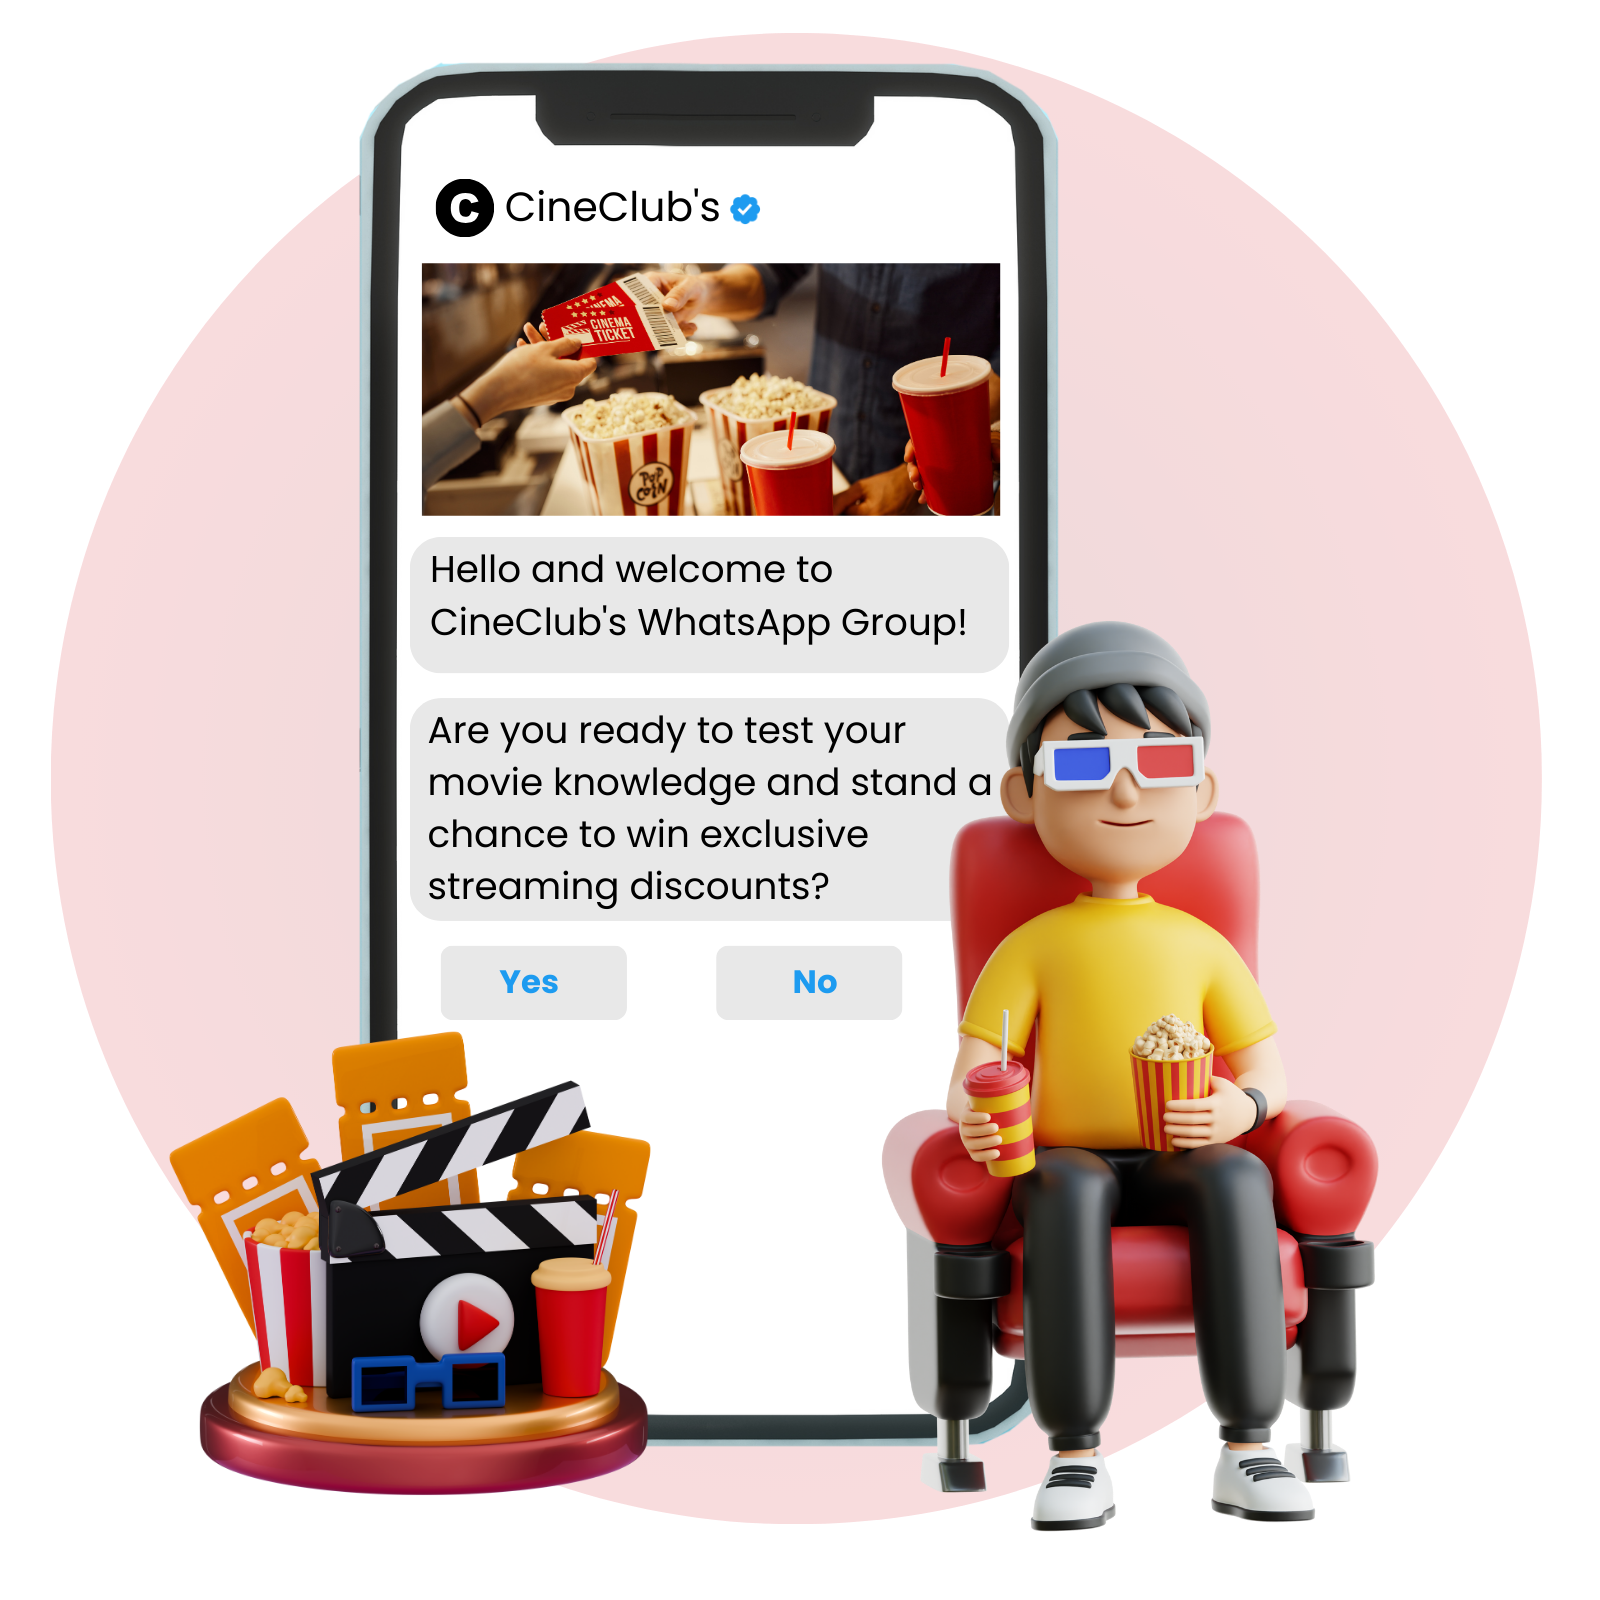 C CineClub's
CINEMA
CINEMA
TICKET
POP
CORN
Hello and welcome to
CineClub's WhatsApp Group!
Are you ready to test your
movie knowledge and stand a
chance to win exclusive
streaming discounts?
Yes No